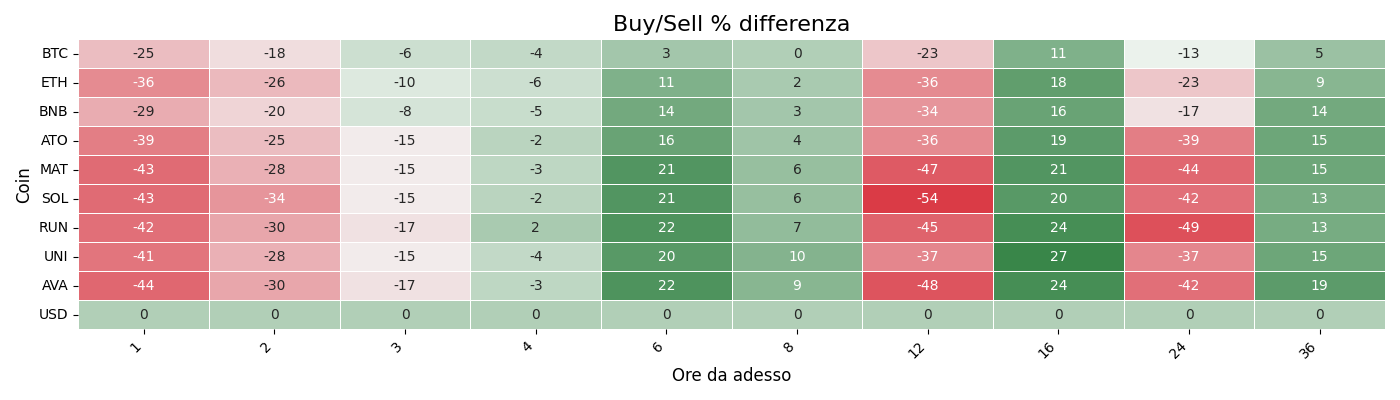 Buy/Sell % differenza
Coin
BTC -25 -18 -6 -4 3 0 -23 11 -13 5
ETH -36 -26 -10 -6 11 2 -36 18 -23 9
BNB -29 -20 -8 -5 14 3 -34 16 -17 14
ATO -39 -25 -15 -2 16 4 -36 19 -39 15
MAT -43 -28 -15 -3 21 6 -47 21 -44 15
SOL -43 -34 -15 -2 21 6 -54 20 -42 13
RUN -42 -30 -17 2 22 7 -45 24 -49 13
UNI -41 -28 -15 -4 20 10 -37 27 -37 15
AVA -44 -30 -17 -3 22 9 -48 24 -42 19
USD 0 0 0 0 0 0 0 0 0 0
1 2 3 4 6 8 12 16 24 36
Ore da adesso